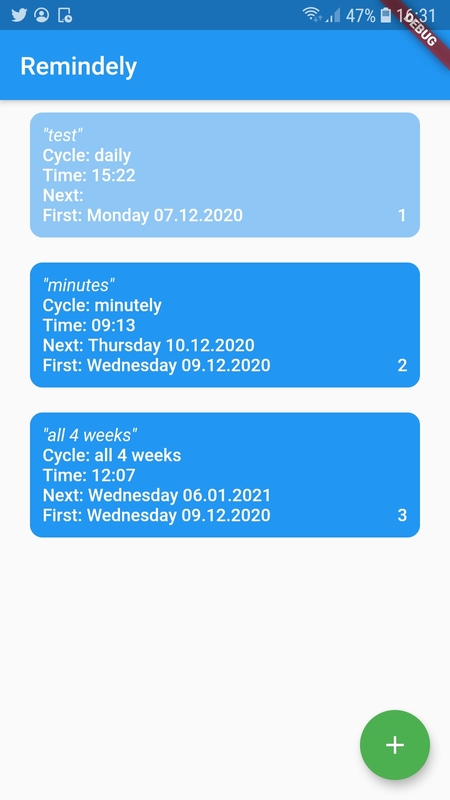 47% 16:31
DEBUG
Remindely
"test"
Cycle: daily
Time: 15:22
Next:
First: Monday 07.12.2020 1
"minutes"
Cycle: minutely
Time: 09:13
Next: Thursday 10.12.2020
First: Wednesday 09.12.2020 2
"all 4 weeks"
Cycle: all 4 weeks
Time: 12:07
Next: Wednesday 06.01.2021
First: Wednesday 09.12.2020 3